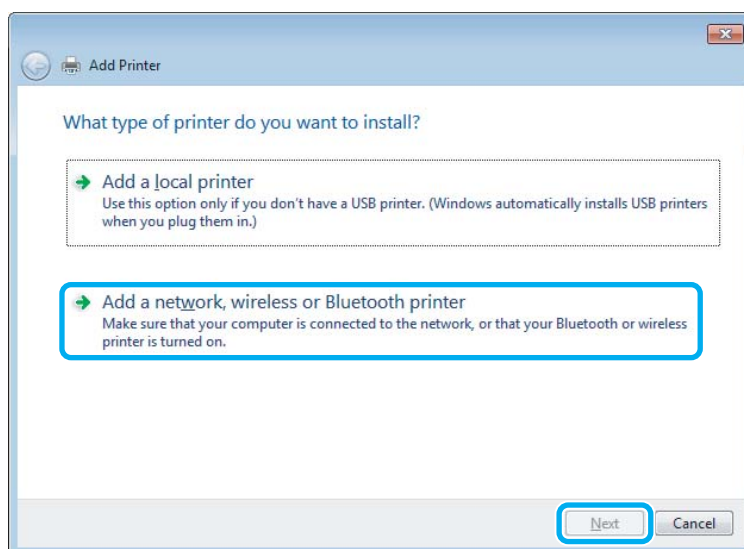 Add Printer
What type of printer do you want to install?
Add a local printer
Use this option only if you don't have a USB printer. (Windows automatically installs USB printers
when you plug them in.)
Add a network, wireless or Bluetooth printer
Make sure that your computer is connected to the network, or that your Bluetooth or wireless
printer is turned on.
Next Cancel